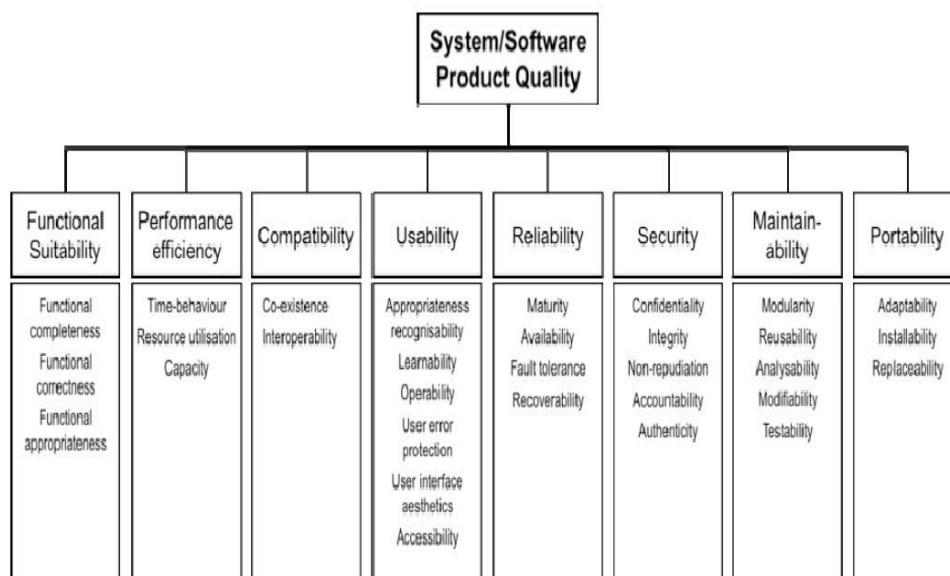 System/Software
Product Quality
Functional
Suitability
Performance
efficiency
Compatibility
Usability
Reliability
Security
Maintain-
ability
Portability
Functional
completeness
Functional
correctness
Functional
appropriateness
Time-behaviour
Resource utilisation
Capacity
Co-existence
Interoperability
Appropriateness
recognisability
Learnability
Operability
User error
protection
User interface
aesthetics
Accessibility
Maturity
Availability
Fault tolerance
Recoverability
Confidentiality
Integrity
Non-repudiation
Accountability
Authenticity
Modularity
Reusability
Analysability
Modifiability
Testability
Adaptability
Installability
Replaceability